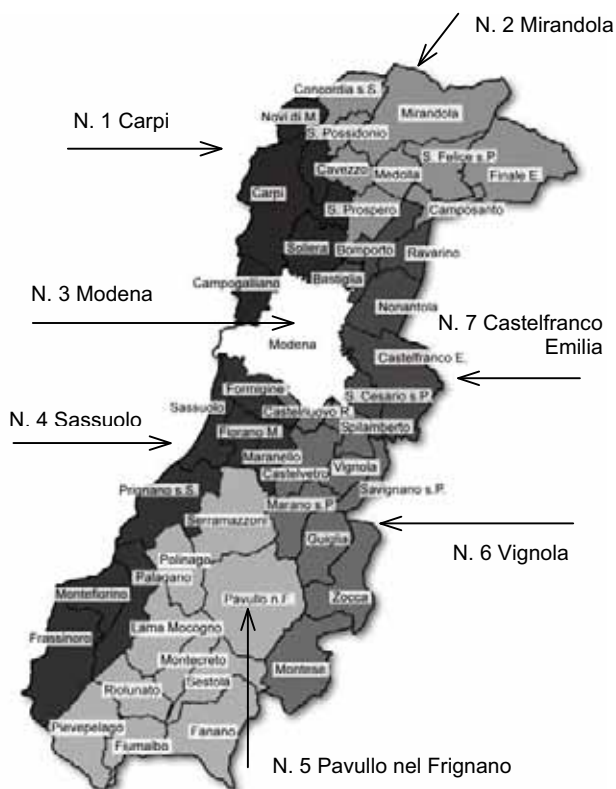 N. 2 Mirandola
Concordia s.S.
Mirandola
Novi di M.
N. 1 Carpi
S. Possidonio
S. Felice s.P.
Cavezzo
Medolla
Finale E.
Carpi
S. Prospero
Camposanto
Soliera
Bomporto
Ravarino
Bastiglia
Campogalliano
N. 3 Modena
Nonantola
N. 7 Castelfranco
Emilia
Modena
Castelfranco E.
Formigine
S. Cesario s.P.
Sassuolo
Castelnuovo R.
N. 4 Sassuolo
Fiorano M.
Spilamberto
Maranello
Vignola
Castelvetro
Prignano s.S.
Savignano s.P.
Marano s.P.
Serramazzoni
Guiglia
N. 6 Vignola
Polinago
Palagano
Montefiorino
Pavullo n.F.
Zocca
Lama Mocogno
Frassinoro
Montecreto
Montese
Sestola
Riolunato
Pievepelago
Fanano
Fiumalbo
N. 5 Pavullo nel Frignano